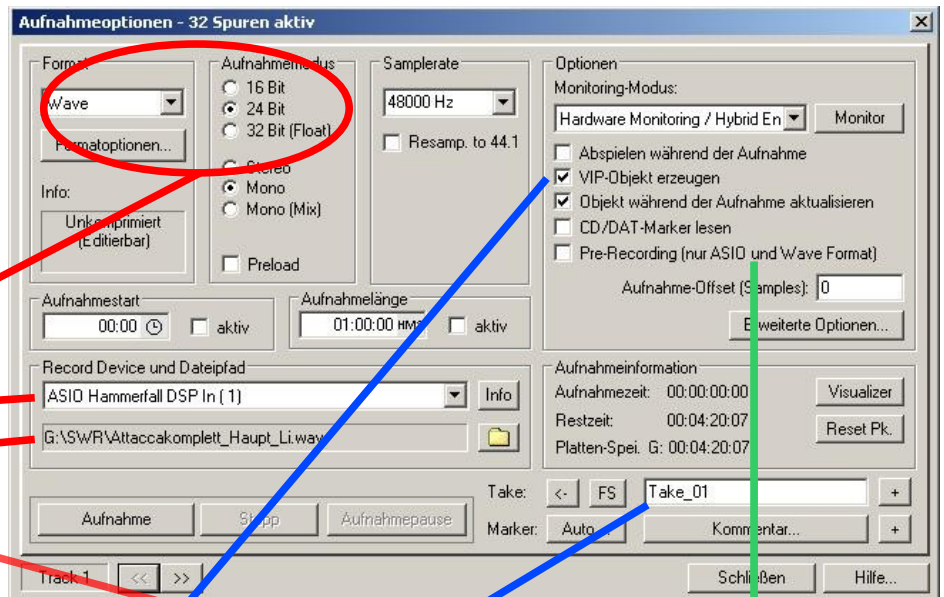 Aufnahmeoptionen - 32 Spuren aktiv
Format
Wave
Formatoptionen...
Info:
Unkomprimiert
(Editierbar)
Aufnahmemodus
16 Bit
24 Bit
32 Bit (Float)
Stereo
Mono
Mono (Mix)
Preload
Samplerate
48000 Hz
Resamp. to 44.1
Optionen
Monitoring-Modus:
Hardware Monitoring / Hybrid En
Monitor
Abspielen während der Aufnahme
VIP-Objekt erzeugen
Objekt während der Aufnahme aktualisieren
CD/DAT-Marker lesen
Pre-Recording (nur ASIO und Wave Format)
Aufnahme-Offset (Samples): 0
Erweiterte Optionen...
Aufnahmestart
00:00
aktiv
Aufnahmelänge
01:00:00 HMS
aktiv
Record Device und Dateipfad
ASIO Hammerfall DSP In ( 1)
Info
G:\SWR\Attaccakomplett_Haupt_Li.wav
Aufnahmeinformation
Aufnahmezeit: 00:00:00:00
Visualizer
Restzeit: 00:04:20:07
Reset Pk.
Platten-Spei. G: 00:04:20:07
Aufnahme
Stopp
Aufnahmepause
Take: <- FS Take_01 +
Marker: Auto Kommentar... +
Track 1 << >>
Schließen
Hilfe...